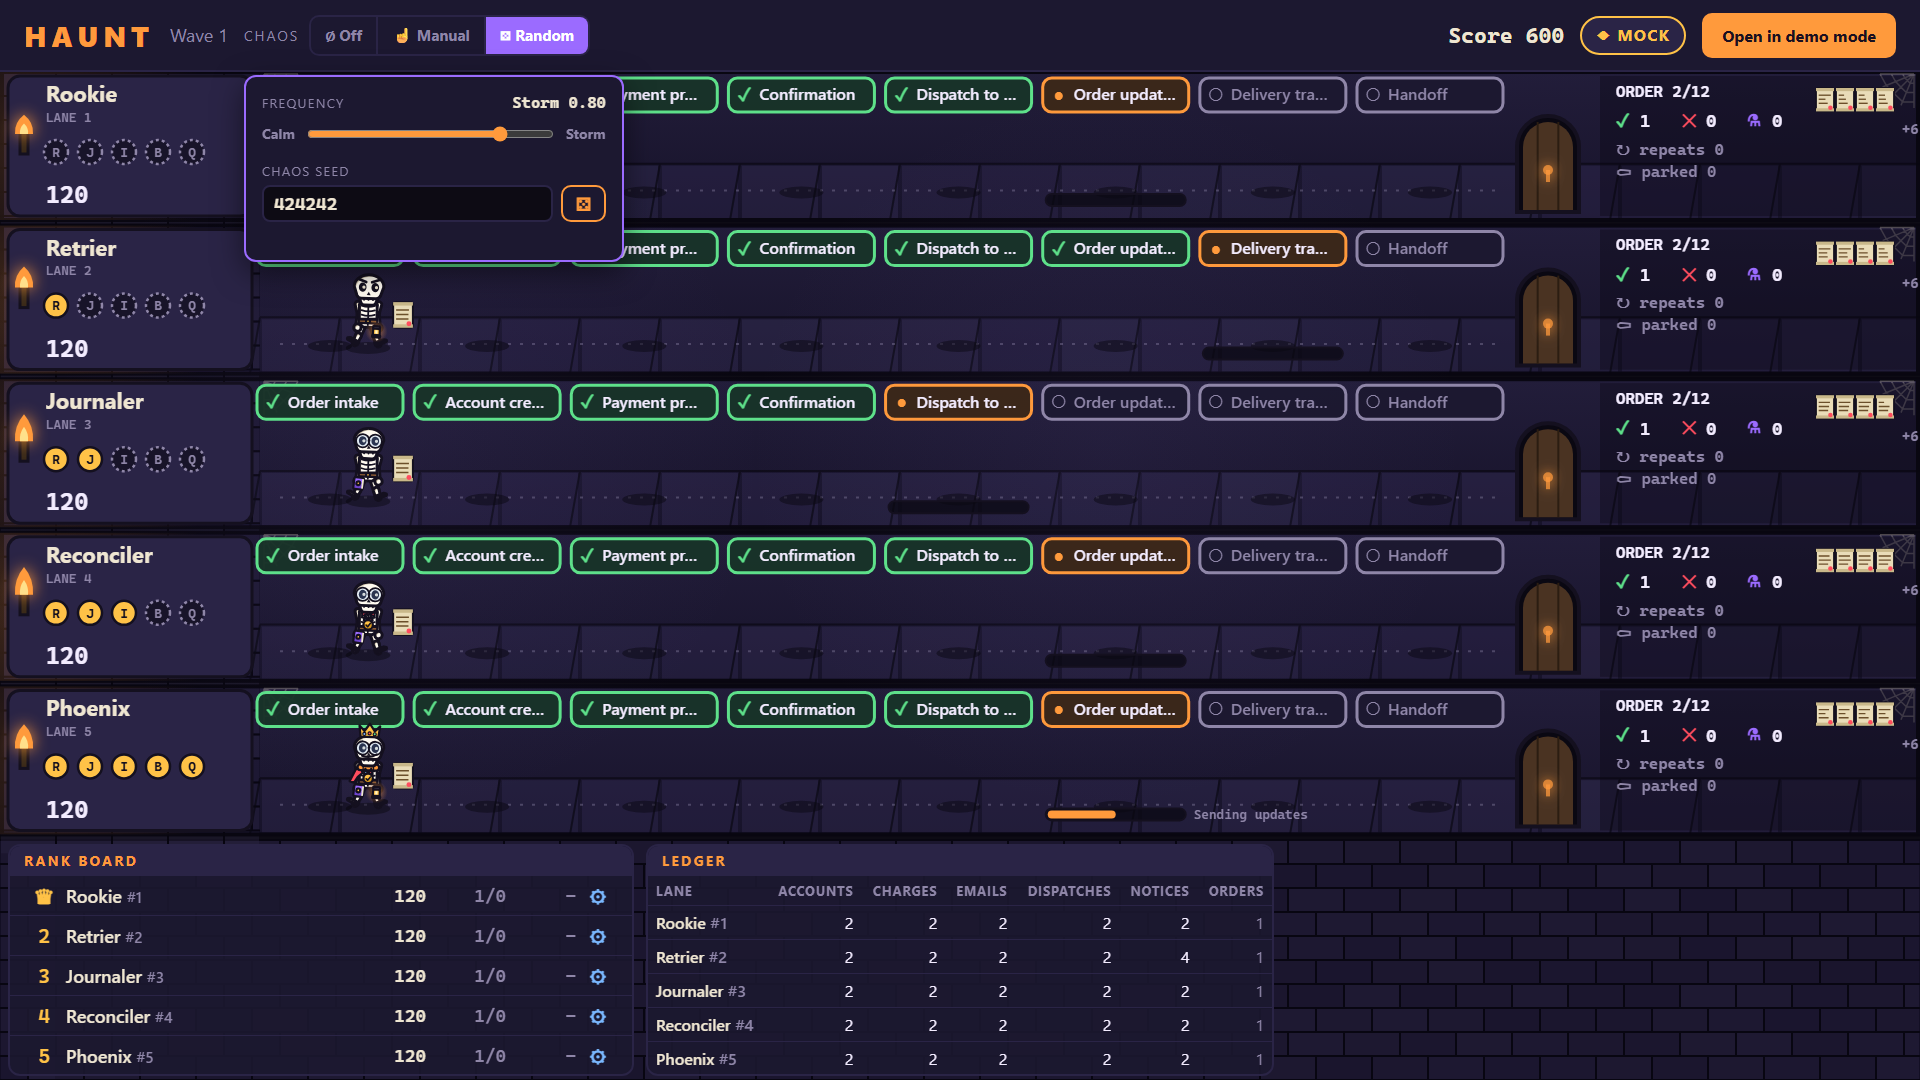 HAUNT Wave 1 CHAOS Ø Off Manual Random Score 600 MOCK Open in demo mode
Rookie
LANE 1
R J I B Q
120
FREQUENCY Storm 0.80
Calm Storm
CHAOS SEED
424242
yment pr... Confirmation Dispatch to ... Order updat... Delivery tra... Handoff
ORDER 2/12
1 0 0
repeats 0
parked 0
+6
Retrier
LANE 2
R J I B Q
120
yment pr... Confirmation Dispatch to ... Order updat... Delivery tra... Handoff
ORDER 2/12
1 0 0
repeats 0
parked 0
+6
Journaler
LANE 3
R J I B Q
120
Order intake Account cre... Payment pr... Confirmation Dispatch to ... Order updat... Delivery tra... Handoff
ORDER 2/12
1 0 0
repeats 0
parked 0
+6
Reconciler
LANE 4
R J I B Q
120
Order intake Account cre... Payment pr... Confirmation Dispatch to ... Order updat... Delivery tra... Handoff
ORDER 2/12
1 0 0
repeats 0
parked 0
+6
Phoenix
LANE 5
R J I B Q
120
Order intake Account cre... Payment pr... Confirmation Dispatch to ... Order updat... Delivery tra... Handoff
Sending updates
ORDER 2/12
1 0 0
repeats 0
parked 0
+6
RANK BOARD
Rookie #1 120 1/0 –
2 Retrier #2 120 1/0 –
3 Journaler #3 120 1/0 –
4 Reconciler #4 120 1/0 –
5 Phoenix #5 120 1/0 –
LEDGER
LANE ACCOUNTS CHARGES EMAILS DISPATCHES NOTICES ORDERS
Rookie #1 2 2 2 2 2 1
Retrier #2 2 2 2 2 4 1
Journaler #3 2 2 2 2 2 1
Reconciler #4 2 2 2 2 2 1
Phoenix #5 2 2 2 2 2 1